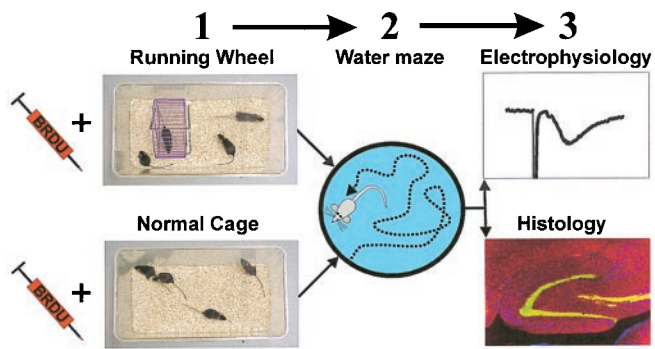 1 2 3
Running Wheel Water maze Electrophysiology
BRDU +
Normal Cage Histology
BRDU +